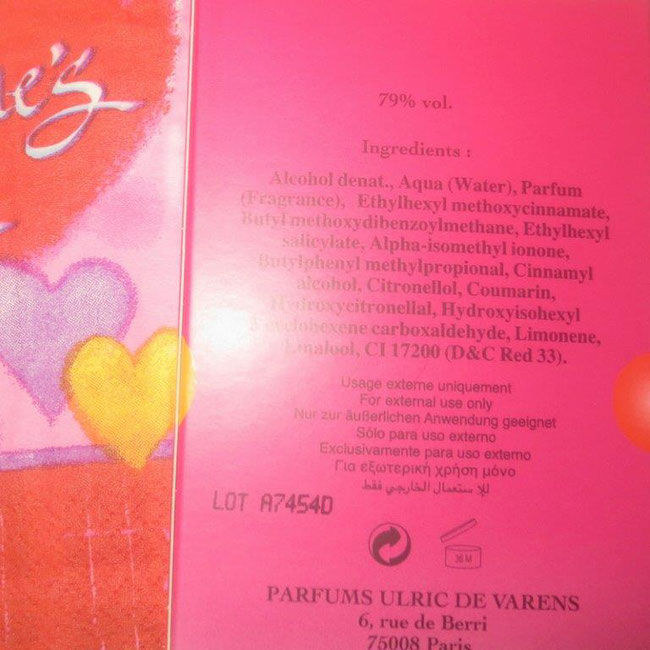 e's
79% vol.
Ingredients :
Alcohol denat., Aqua (Water), Parfum
(Fragrance), Ethylhexyl methoxycinnamate,
Butyl methoxydibenzoylmethane, Ethylhexyl
salicylate, Alpha-isomethyl ionone,
Butylphenyl methylpropional, Cinnamyl
alcohol, Citronellol, Coumarin,
Hydroxycitronellal, Hydroxyisohexyl
3 cyclohexene carboxaldehyde, Limonene,
Linalool, CI 17200 (D&C Red 33).
Usage externe uniquement
For external use only
Nur zur äußerlichen Anwendung geeignet
Sólo para uso externo
Exclusivamente para uso externo
Για εξωτερική χρήση μόνο
للإستعمال الخارجي فقط
LOT A7454D
36 M
PARFUMS ULRIC DE VARENS
6, rue de Berri
75008 Paris